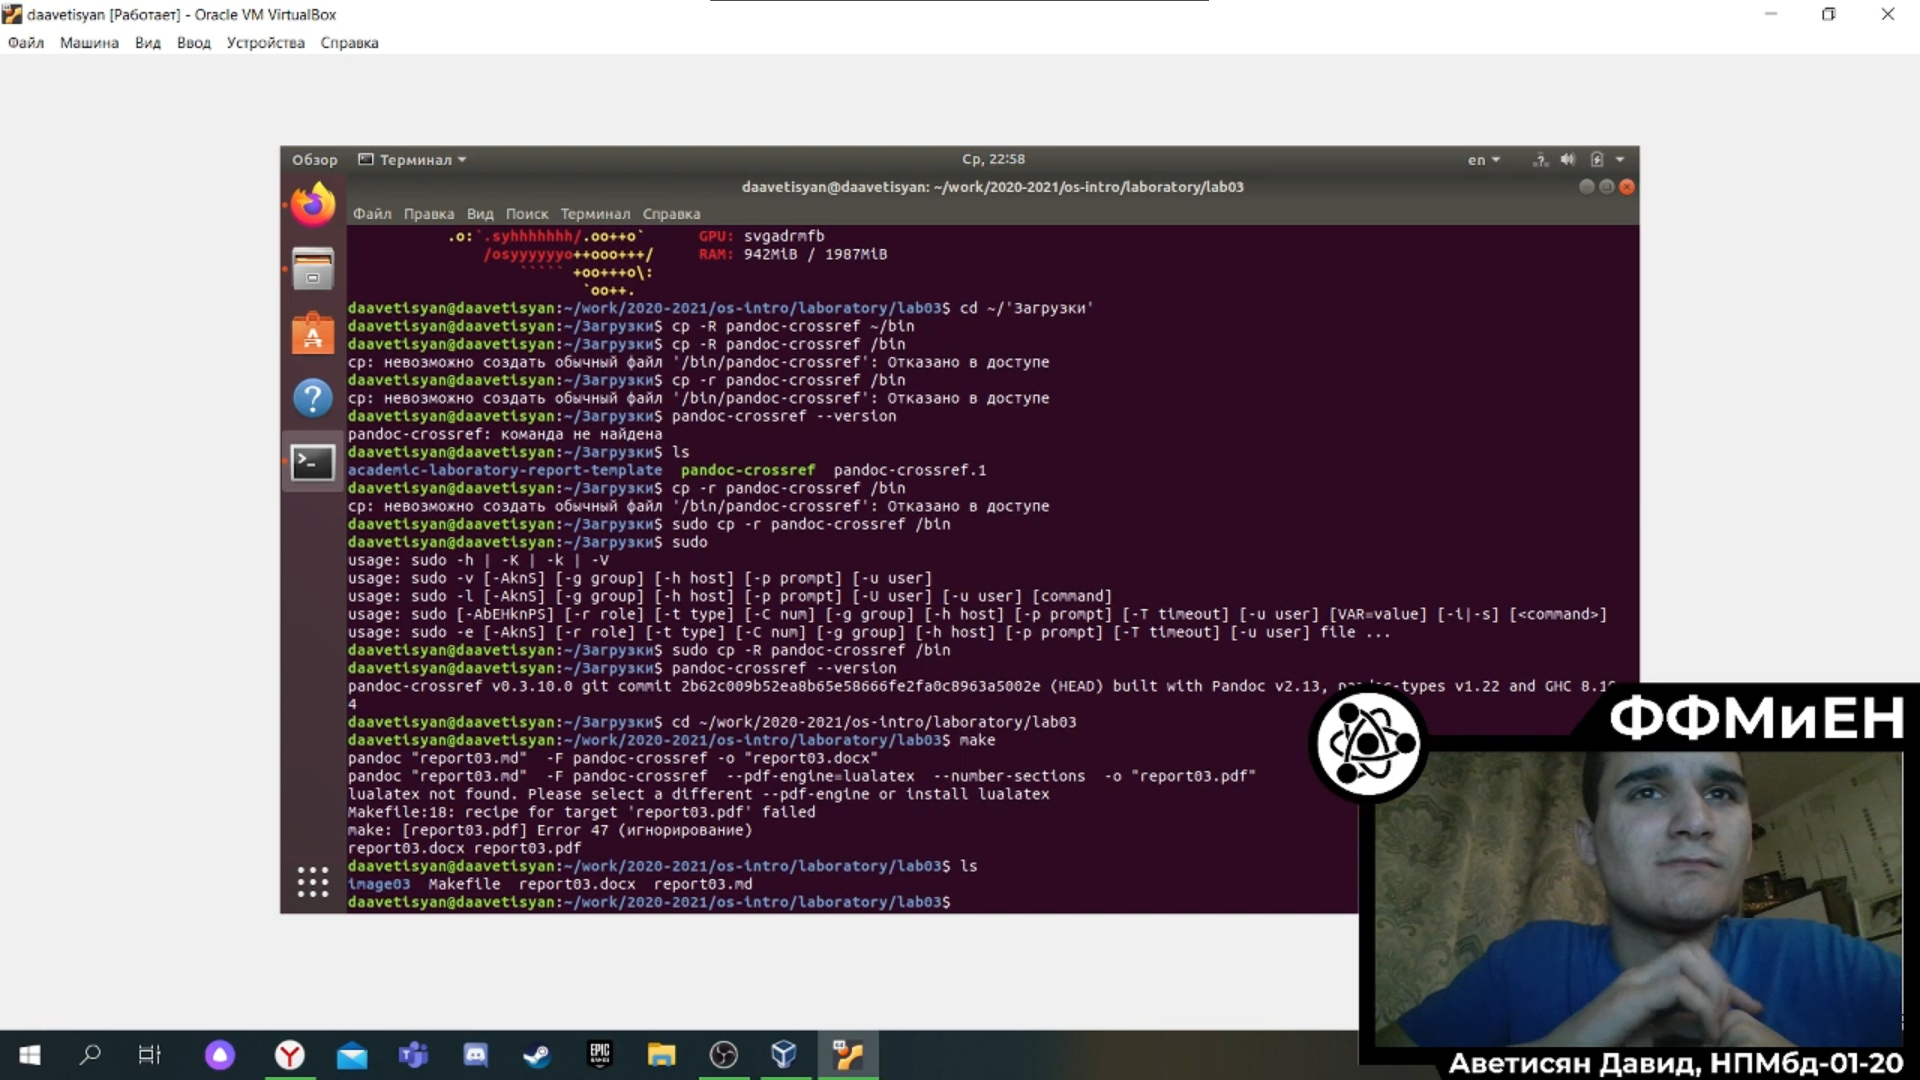 daavetisyan [Работает] - Oracle VM VirtualBox
Файл Машина Вид Ввод Устройства Справка
Обзор Терминал Ср, 22:58 en
daavetisyan@daavetisyan: ~/work/2020-2021/os-intro/laboratory/lab03
Файл Правка Вид Поиск Терминал Справка
.o:`.syhhhhhhh/.oo++o` GPU: svgadrmfb
/osyyyyyyo++ooo+++/ RAM: 942MiB / 1987MiB
````` +oo+++o\:
`oo++.
daavetisyan@daavetisyan:~/work/2020-2021/os-intro/laboratory/lab03$ cd ~/'Загрузки'
daavetisyan@daavetisyan:~/Загрузки$ cp -R pandoc-crossref ~/bin
daavetisyan@daavetisyan:~/Загрузки$ cp -R pandoc-crossref /bin
cp: невозможно создать обычный файл '/bin/pandoc-crossref': Отказано в доступе
daavetisyan@daavetisyan:~/Загрузки$ cp -r pandoc-crossref /bin
cp: невозможно создать обычный файл '/bin/pandoc-crossref': Отказано в доступе
daavetisyan@daavetisyan:~/Загрузки$ pandoc-crossref --version
pandoc-crossref: команда не найдена
daavetisyan@daavetisyan:~/Загрузки$ ls
academic-laboratory-report-template pandoc-crossref pandoc-crossref.1
daavetisyan@daavetisyan:~/Загрузки$ cp -r pandoc-crossref /bin
cp: невозможно создать обычный файл '/bin/pandoc-crossref': Отказано в доступе
daavetisyan@daavetisyan:~/Загрузки$ sudo cp -r pandoc-crossref /bin
daavetisyan@daavetisyan:~/Загрузки$ sudo
usage: sudo -h | -K | -k | -V
usage: sudo -v [-AknS] [-g group] [-h host] [-p prompt] [-u user]
usage: sudo -l [-AknS] [-g group] [-h host] [-p prompt] [-U user] [-u user] [command]
usage: sudo [-AbEHknPS] [-r role] [-t type] [-C num] [-g group] [-h host] [-p prompt] [-T timeout] [-u user] [VAR=value] [-i|-s] [<command>]
usage: sudo -e [-AknS] [-r role] [-t type] [-C num] [-g group] [-h host] [-p prompt] [-T timeout] [-u user] file ...
daavetisyan@daavetisyan:~/Загрузки$ sudo cp -R pandoc-crossref /bin
daavetisyan@daavetisyan:~/Загрузки$ pandoc-crossref --version
pandoc-crossref v0.3.10.0 git commit 2b62c009b52ea8b65e58666fe2fa0c8963a5002e (HEAD) built with Pandoc v2.13, -types v1.22 and GHC 8.10
4
daavetisyan@daavetisyan:~/Загрузки$ cd ~/work/2020-2021/os-intro/laboratory/lab03
daavetisyan@daavetisyan:~/work/2020-2021/os-intro/laboratory/lab03$ make
pandoc "report03.md" -F pandoc-crossref -o "report03.docx"
pandoc "report03.md" -F pandoc-crossref --pdf-engine=lualatex --number-sections -o "report03.pdf"
lualatex not found. Please select a different --pdf-engine or install lualatex
Makefile:18: recipe for target 'report03.pdf' failed
make: [report03.pdf] Error 47 (игнорирование)
report03.docx report03.pdf
daavetisyan@daavetisyan:~/work/2020-2021/os-intro/laboratory/lab03$ ls
image03 Makefile report03.docx report03.md
daavetisyan@daavetisyan:~/work/2020-2021/os-intro/laboratory/lab03$
ФФМиЕН
EPIC
GAMES
Аветисян Давид, НПМбд-01-20